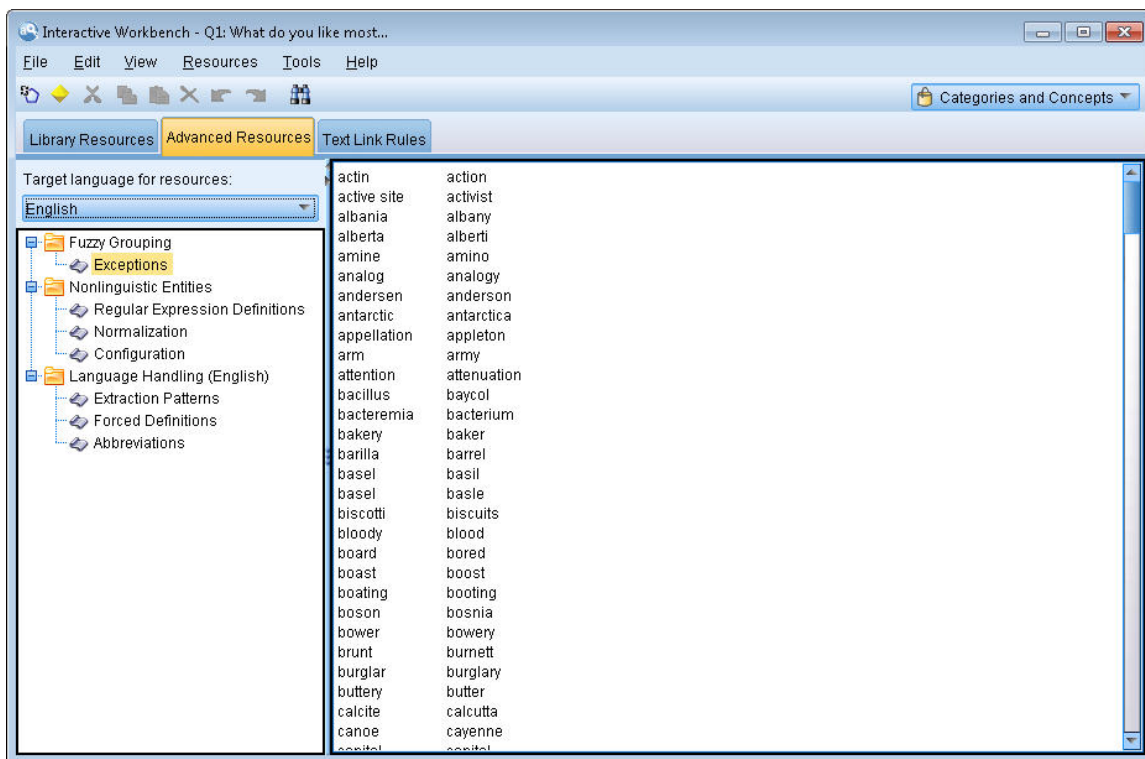 Interactive Workbench - Q1: What do you like most...
File Edit View Resources Tools Help
Categories and Concepts
Library Resources Advanced Resources Text Link Rules
Target language for resources:
English
Fuzzy Grouping
Exceptions
Nonlinguistic Entities
Regular Expression Definitions
Normalization
Configuration
Language Handling (English)
Extraction Patterns
Forced Definitions
Abbreviations
actin action
active site activist
albania albany
alberta alberti
amine amino
analog analogy
andersen anderson
antarctic antarctica
appellation appleton
arm army
attention attenuation
bacillus baycol
bacteremia bacterium
bakery baker
barilla barrel
basel basil
basel basle
biscotti biscuits
bloody blood
board bored
boast boost
boating booting
boson bosnia
bower bowery
brunt burnett
burglar burglary
buttery butter
calcite calcutta
canoe cayenne